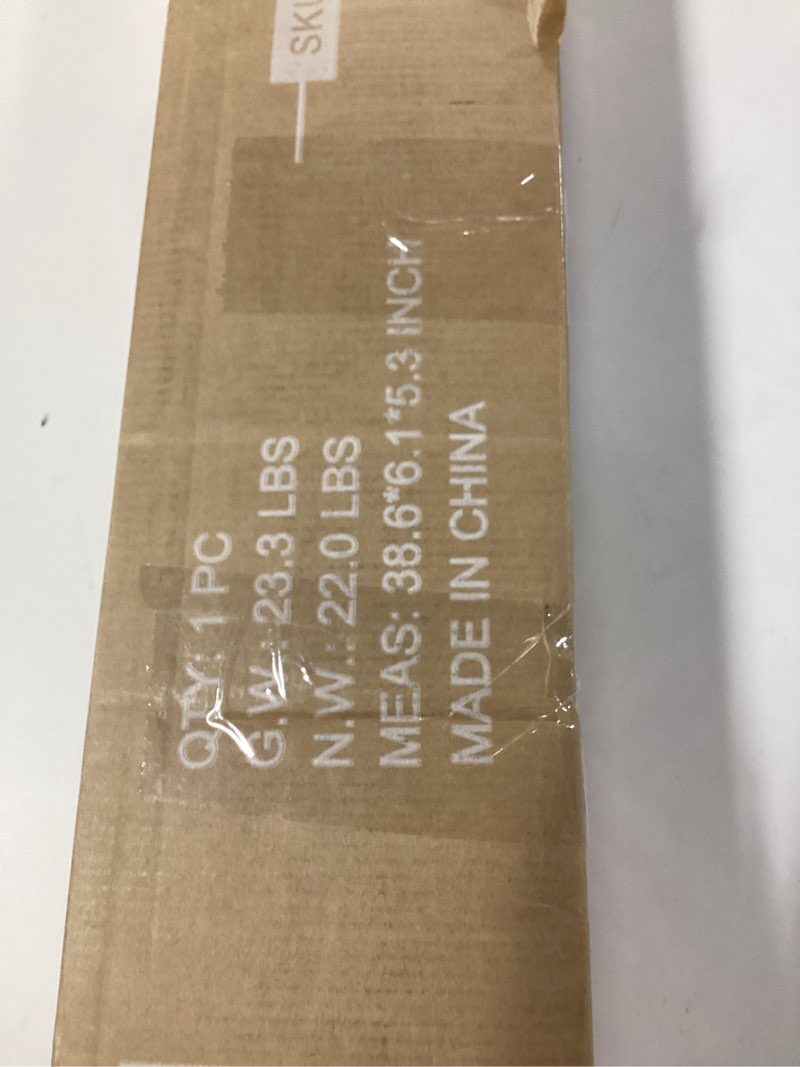 SKU
QTY: 1 PC
G.W.: 23.3 LBS
N.W.: 22.0 LBS
MEAS: 38.6*6.1*5.3 INCH
MADE IN CHINA